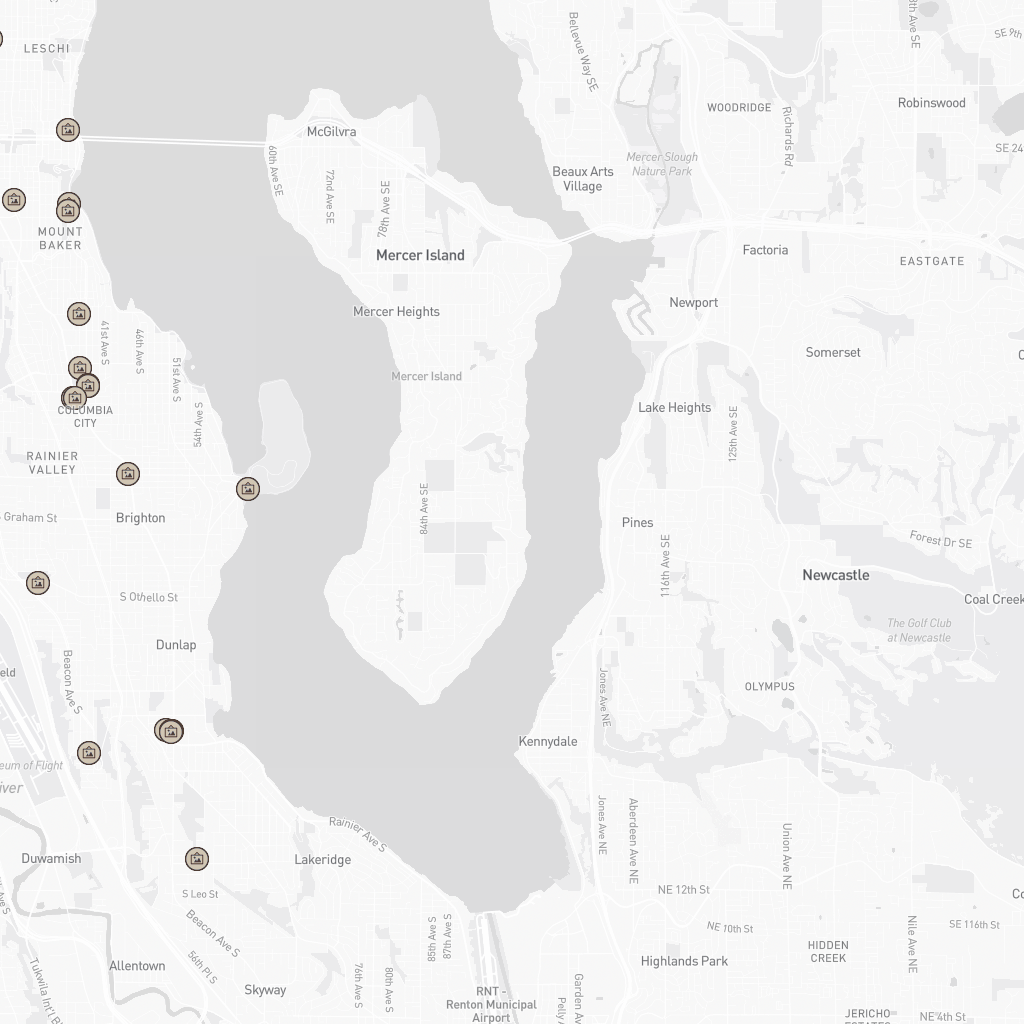 LESCHI
MOUNT
BAKER
41st Ave S
46th Ave S
51st Ave S
54th Ave S
COLUMBIA
CITY
RAINIER
VALLEY
Graham St
Brighton
S Othello St
Dunlap
Beacon Ave S
eum of Flight
iver
Duwamish
S Leo St
Beacon Ave S
56th Pl S
Allentown
Tukwila Int'l Bl
Skyway
Lakeridge
Rainier Ave S
76th Ave S
80th Ave S
85th Ave S
87th Ave S
RNT -
Renton Municipal
Airport
McGilvra
60th Ave SE
72nd Ave SE
78th Ave SE
Mercer Island
Mercer Heights
Mercer Island
84th Ave SE
Bellevue Way SE
Beaux Arts
Village
Mercer Slough
Nature Park
WOODRIDGE
Richards Rd
Robinswood
SE 9th
SE 24
Factoria
EASTGATE
Newport
Somerset
Lake Heights
125th Ave SE
Pines
116th Ave SE
Forest Dr SE
Newcastle
Coal Creek
The Golf Club
at Newcastle
OLYMPUS
Jones Ave NE
Kennydale
Jones Ave NE
Aberdeen Ave NE
Union Ave NE
NE 12th St
NE 10th St
Nile Ave NE
SE 116th St
HIDDEN
CREEK
Highlands Park
Garden Av
Pelly A
JERICHO
NE 4th St